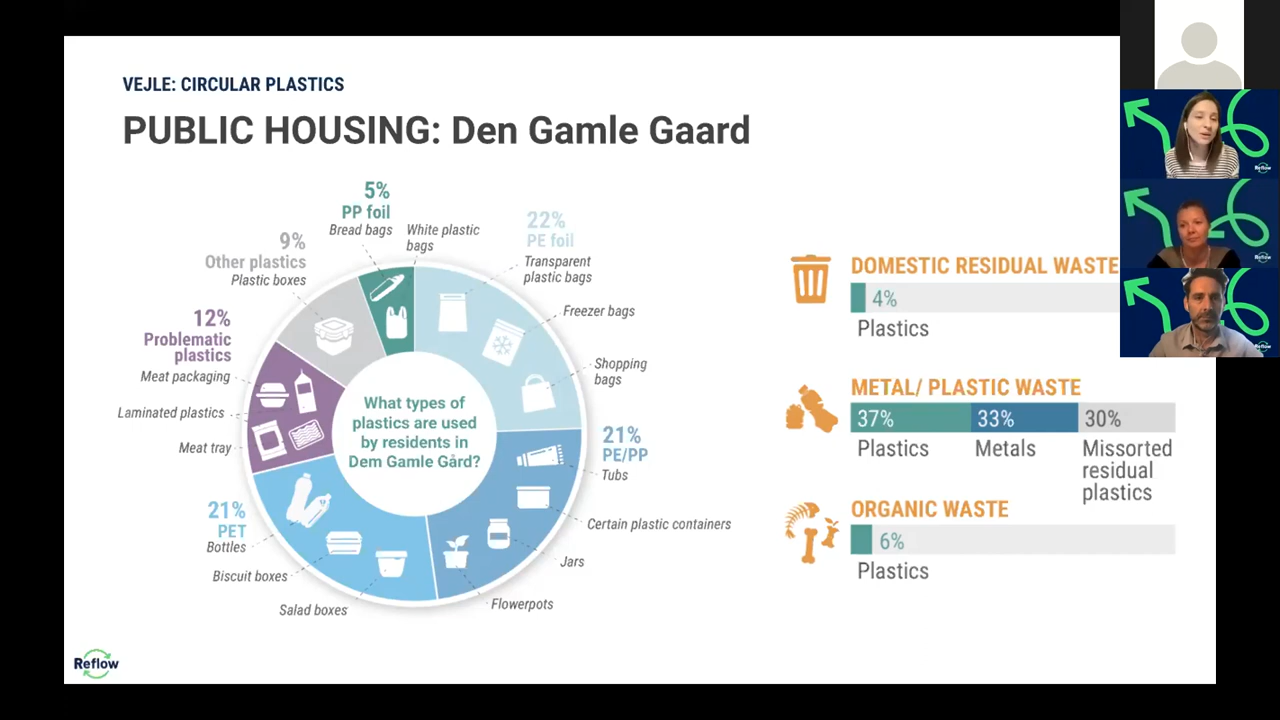 VEJLE: CIRCULAR PLASTICS
PUBLIC HOUSING: Den Gamle Gaard
5%
PP foil
Bread bags
White plastic
bags
22%
PE foil
Transparent
plastic bags
Freezer bags
Shopping
bags
21%
PE/PP
Tubs
Certain plastic containers
Jars
Flowerpots
9%
Other plastics
Plastic boxes
12%
Problematic
plastics
Meat packaging
Laminated plastics
Meat tray
21%
PET
Bottles
Biscuit boxes
Salad boxes
What types of
plastics are used
by residents in
Dem Gamle Gård?
DOMESTIC RESIDUAL WASTE
4%
Plastics
METAL/ PLASTIC WASTE
37% 33% 30%
Plastics Metals Missorted
residual
plastics
ORGANIC WASTE
6%
Plastics
Reflow
Reflow
Reflow